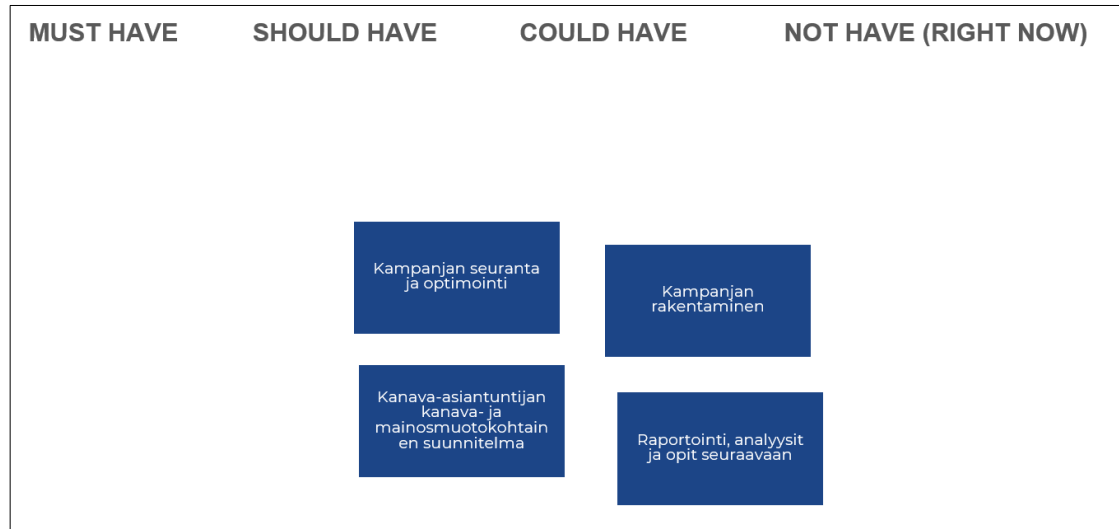 MUST HAVE SHOULD HAVE COULD HAVE NOT HAVE (RIGHT NOW)
Kampanjan seuranta
ja optimointi
Kampanjan
rakentaminen
Kanava-asiantuntijan
kanava- ja
mainosmuotokohtain
en suunnitelma
Raportointi, analyysit
ja opit seuraavaan